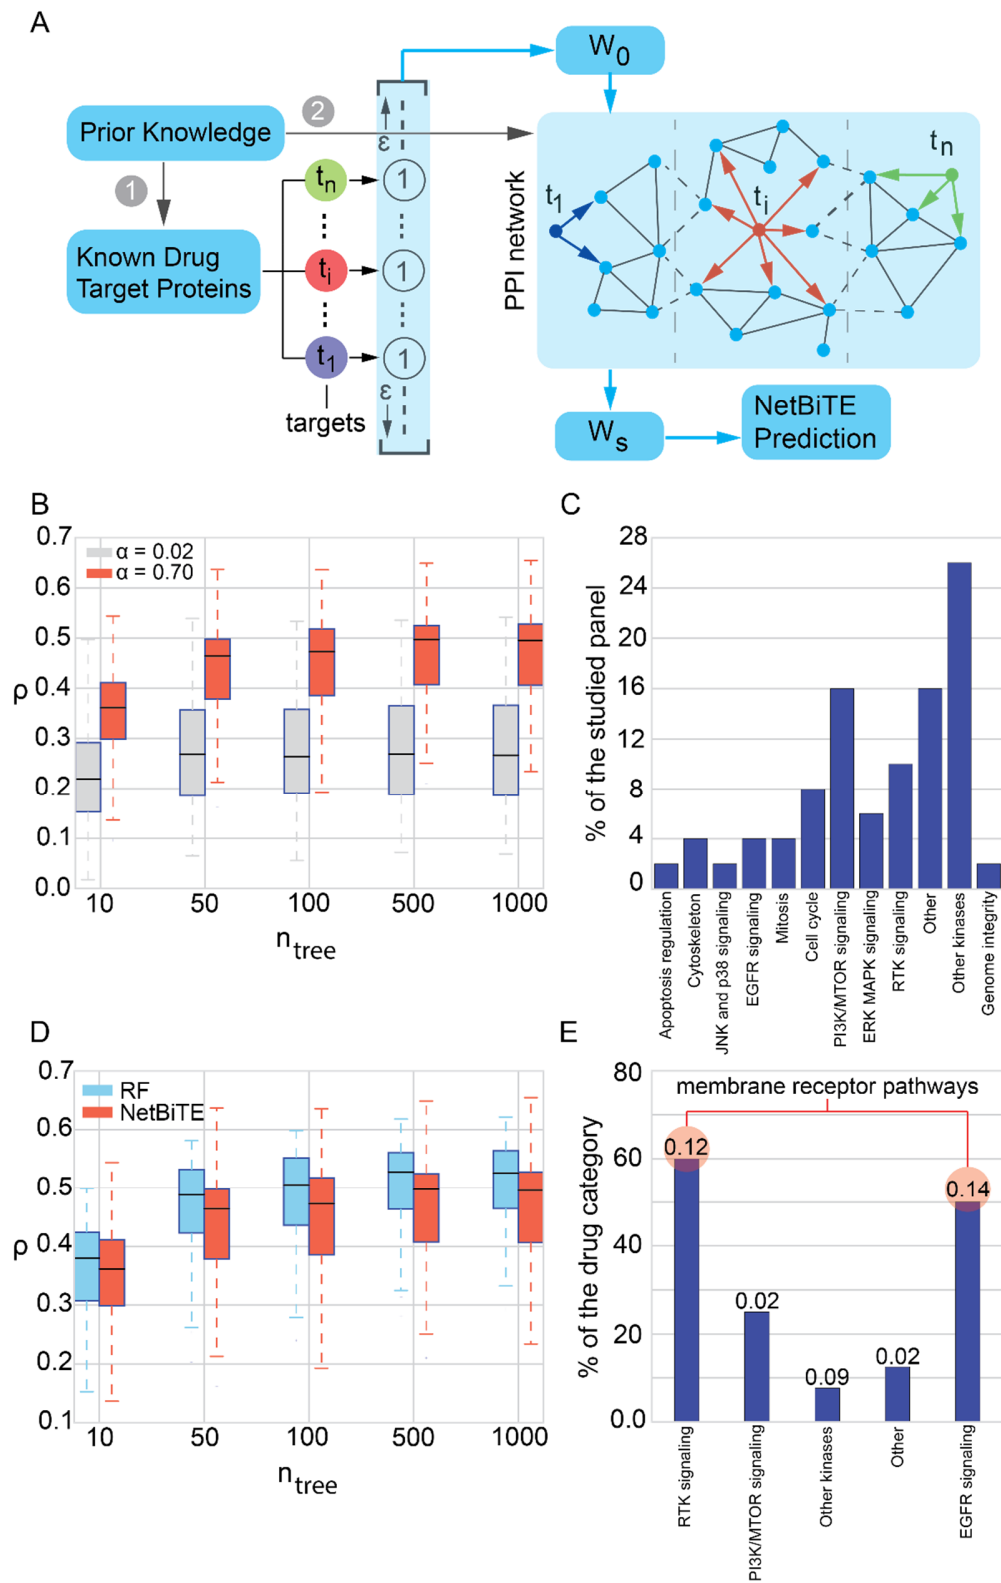 A
W0
Prior Knowledge
2
ε
1
tn
1
t1
ti
tn
PPI network
Known Drug
Target Proteins
ti
1
t1
1
ε
targets
Ws
NetBiTE
Prediction
B
0.7
α = 0.02
α = 0.70
0.6
0.5
0.4
ρ
0.3
0.2
0.1
0.0
10
50
100
500
1000
ntree
C
28
24
20
16
12
8
4
0
% of the studied panel
Apoptosis regulation
Cytoskeleton
JNK and p38 signaling
EGFR signaling
Mitosis
Cell cycle
PI3K/MTOR signaling
ERK MAPK signaling
RTK signaling
Other
Other kinases
Genome integrity
D
0.7
RF
NetBiTE
0.6
0.5
0.4
ρ
0.3
0.2
0.1
10
50
100
500
1000
ntree
E
80
membrane receptor pathways
60
40
20
0.0
% of the drug category
0.12
0.02
0.09
0.02
0.14
RTK signaling
PI3K/MTOR signaling
Other kinases
Other
EGFR signaling